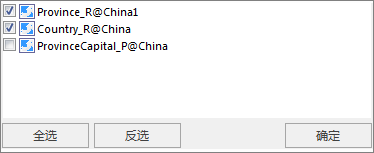 Province_R@China1
Country_R@China
ProvinceCapital_P@China
全选 反选 确定